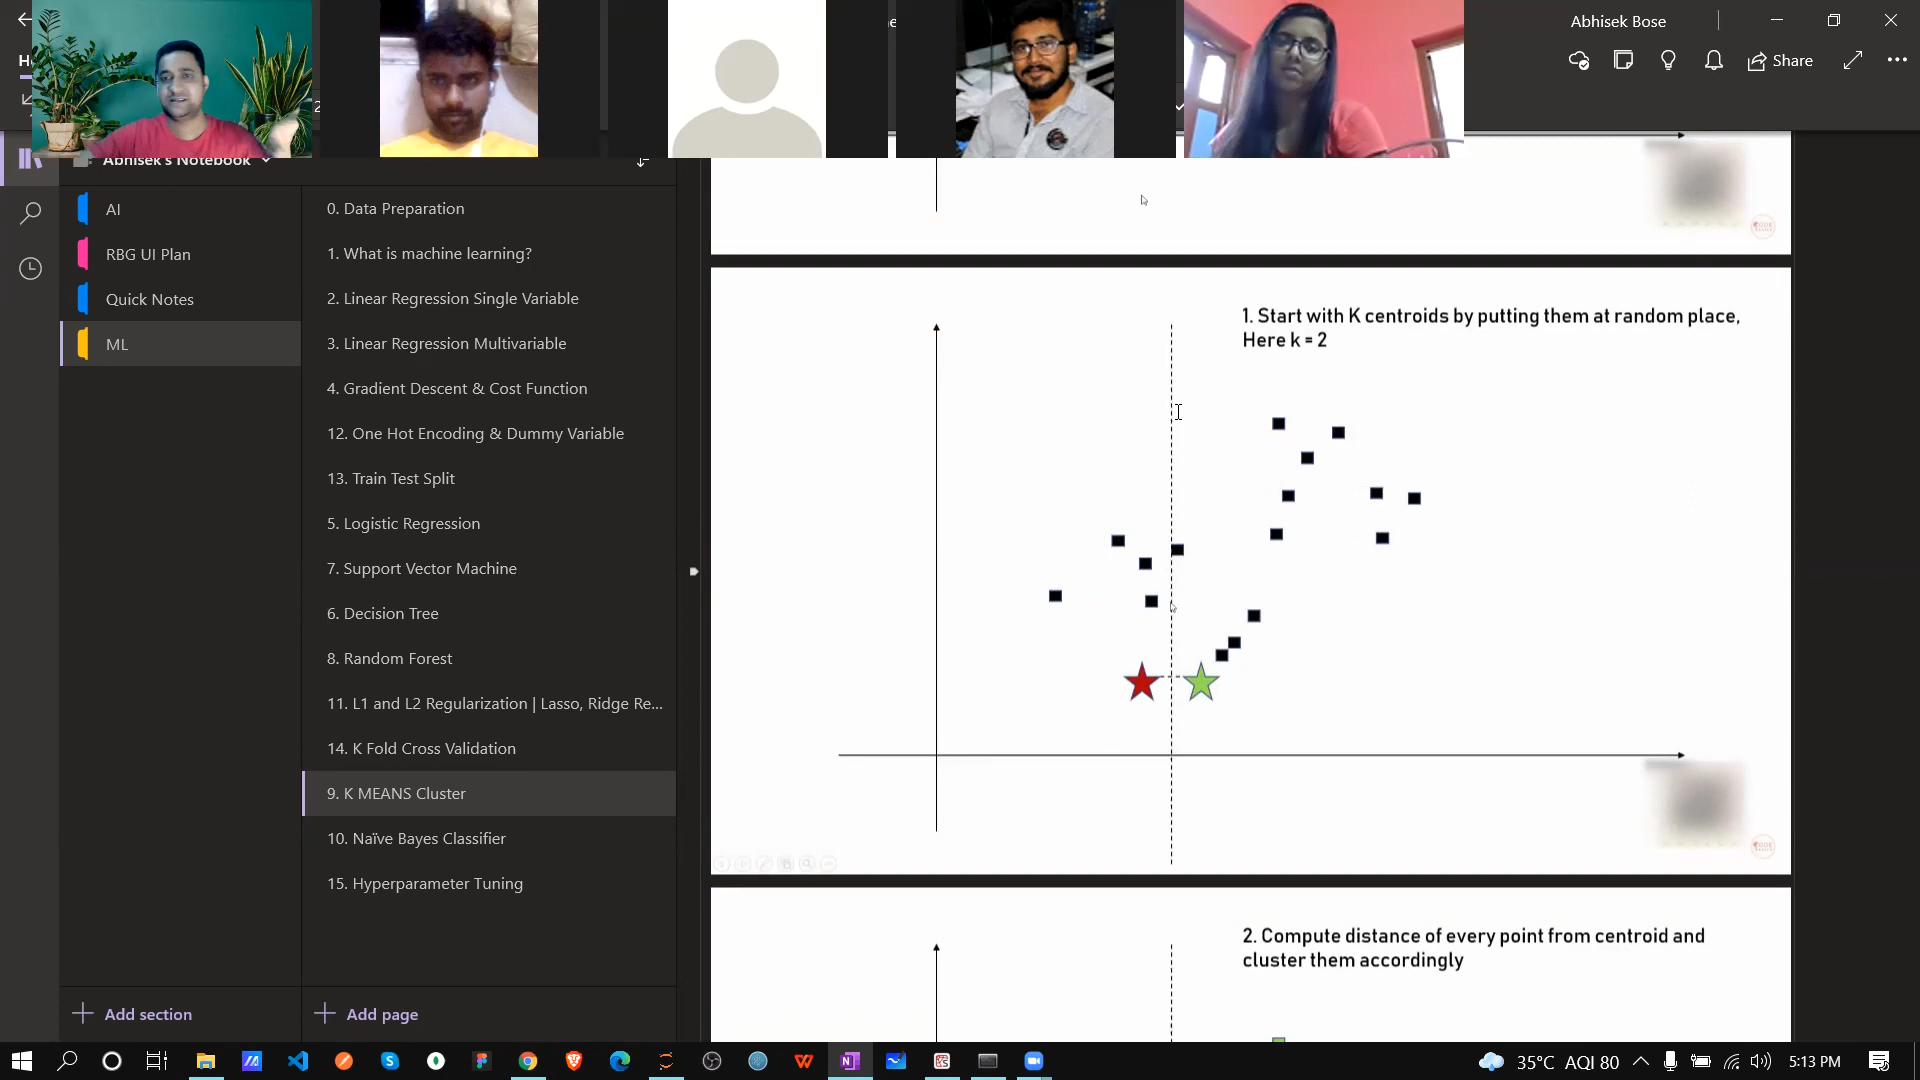 Abhisek Bose
Share
Abhisek's Notebook
AI
RBG UI Plan
Quick Notes
ML
Add section
0. Data Preparation
1. What is machine learning?
2. Linear Regression Single Variable
3. Linear Regression Multivariable
4. Gradient Descent & Cost Function
12. One Hot Encoding & Dummy Variable
13. Train Test Split
5. Logistic Regression
7. Support Vector Machine
6. Decision Tree
8. Random Forest
11. L1 and L2 Regularization | Lasso, Ridge Re...
14. K Fold Cross Validation
9. K MEANS Cluster
10. Naïve Bayes Classifier
15. Hyperparameter Tuning
Add page
1. Start with K centroids by putting them at random place,
Here k = 2
2. Compute distance of every point from centroid and
cluster them accordingly
35°C AQI 80
5:13 PM